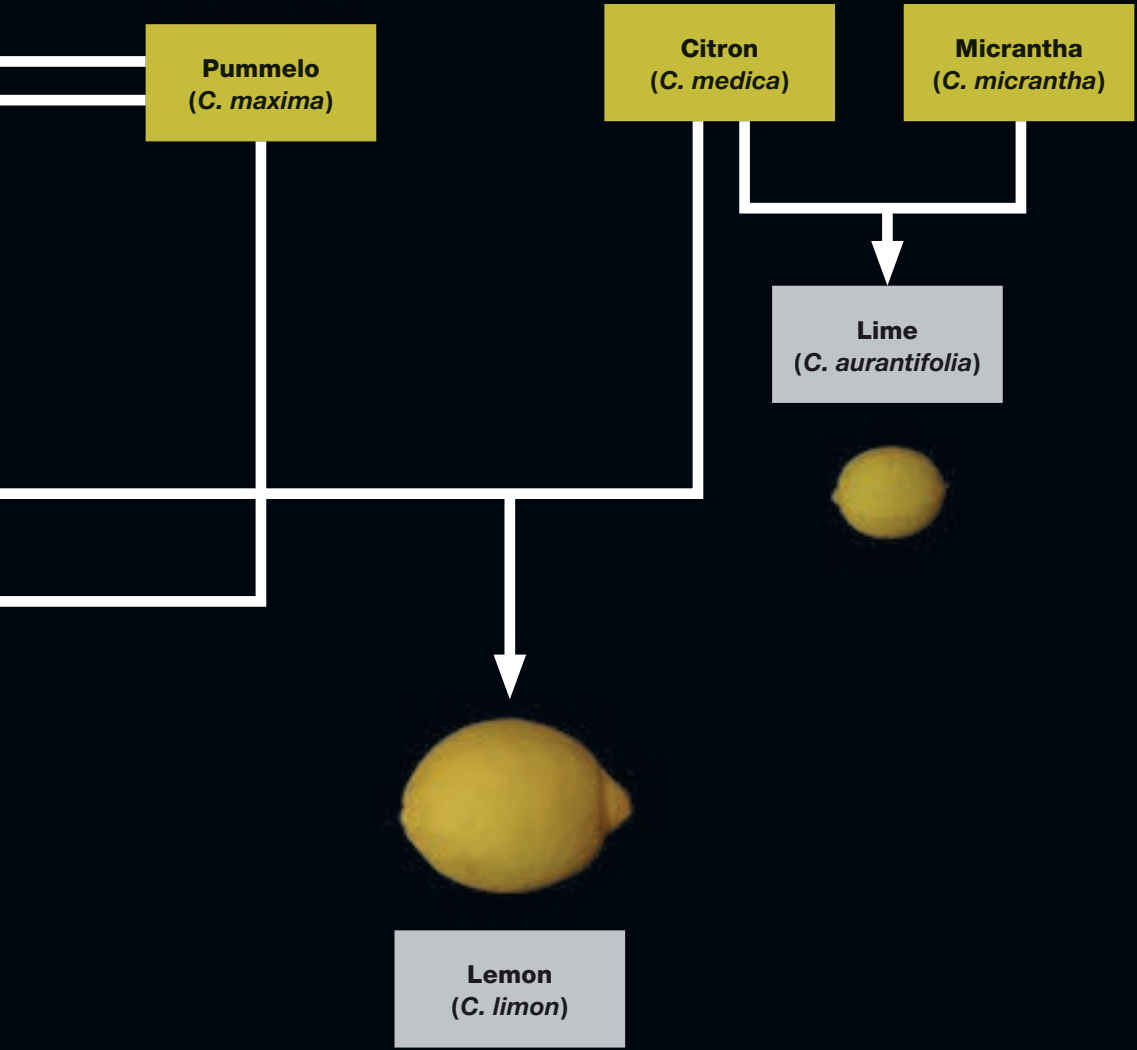 Pummelo
(C. maxima)
Citron
(C. medica)
Micrantha
(C. micrantha)
Lime
(C. aurantifolia)
Lemon
(C. limon)